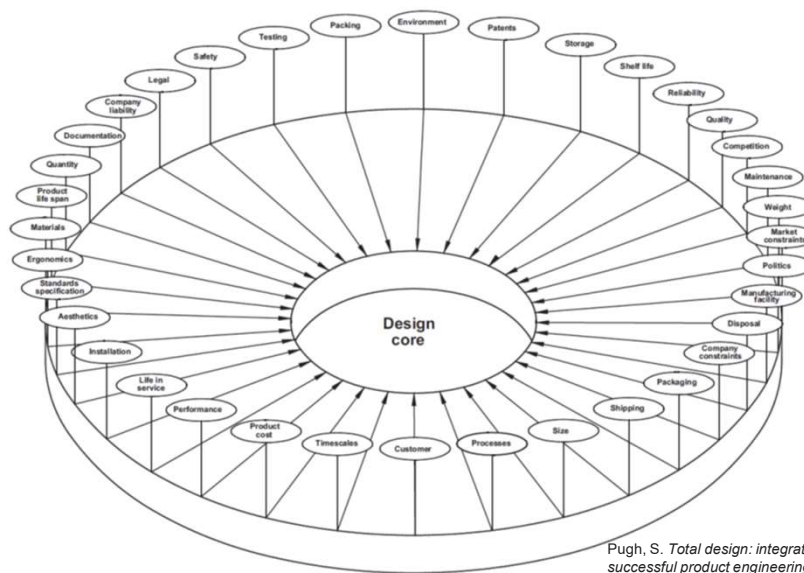 Environment
Packing
Patents
Testing
Storage
Safety
Shelf life
Legal
Reliability
Company
liability
Quality
Documentation
Competition
Quantity
Maintenance
Product
life span
Weight
Materials
Market
constraints
Ergonomics
Politics
Standards
specification
Manufacturing
facility
Aesthetics
Disposal
Design
core
Installation
Company
constraints
Life in
service
Packaging
Performance
Shipping
Product
cost
Size
Timescales
Customer
Processes
Pugh, S. Total design: integrat
successful product engineering